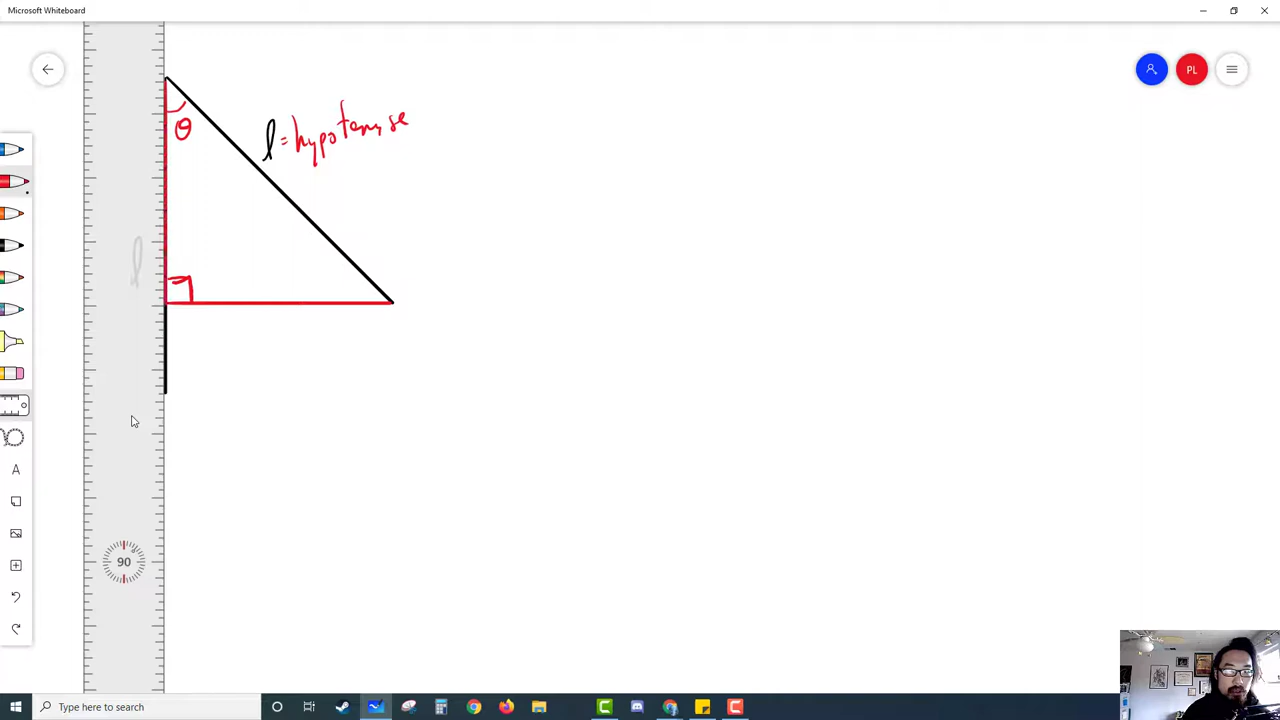 Microsoft Whiteboard
PL
θ
l = hypotenuse
l
90
A
Type here to search